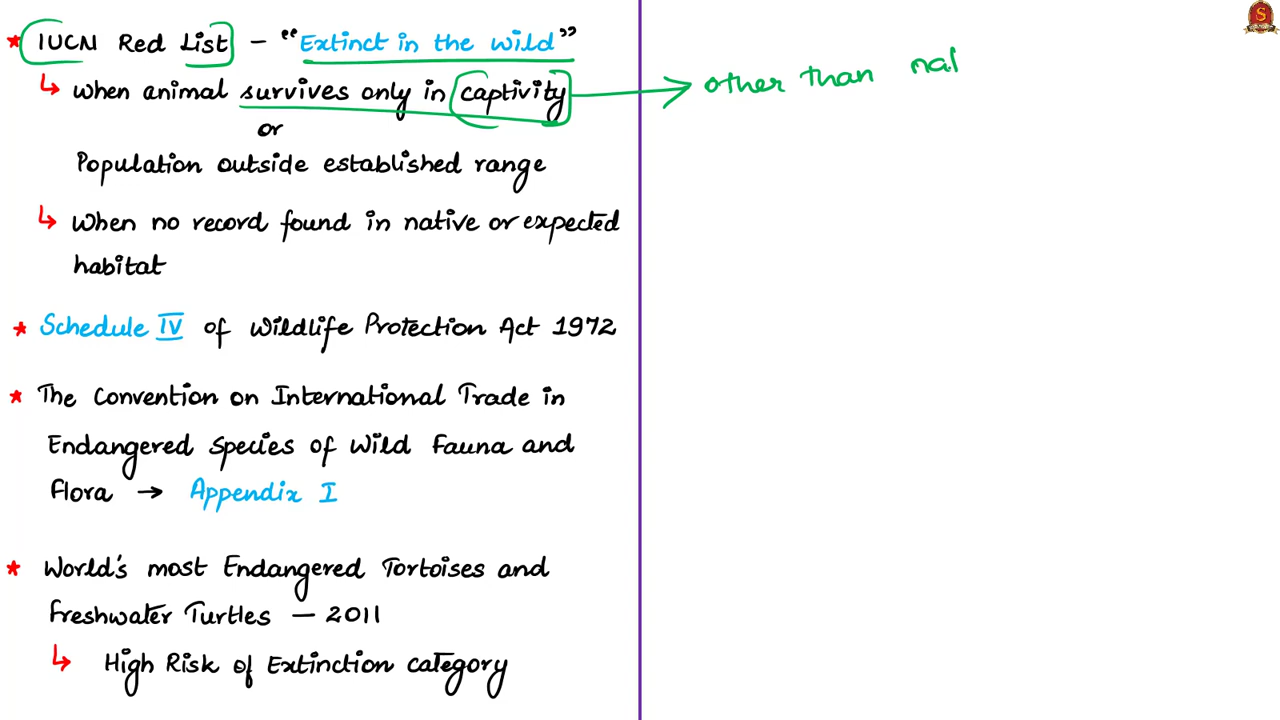 * IUCN Red List - "Extinct in the wild"
↳ when animal survives only in captivity → other than
or
Population outside established range
↳ When no record found in native or expected
habitat
* Schedule IV of Wildlife Protection Act 1972
* The Convention on International Trade in
Endangered Species of Wild Fauna and
Flora → Appendix I
* World's most Endangered Tortoises and
Freshwater Turtles - 2011
↳ High Risk of Extinction category